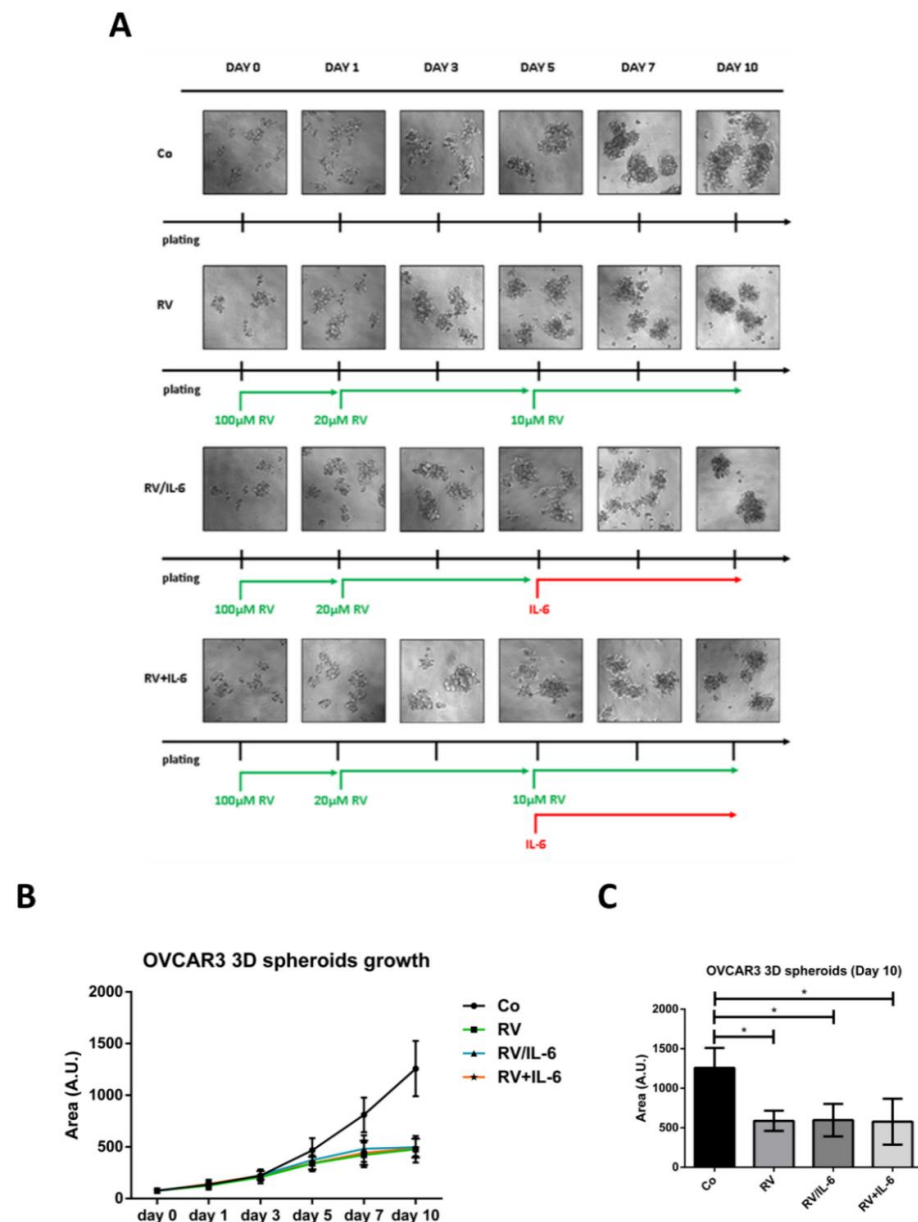 A
DAY 0 DAY 1 DAY 3 DAY 5 DAY 7 DAY 10
Co
plating
RV
plating
100μM RV 20μM RV 10μM RV
RV/IL-6
plating
100μM RV 20μM RV IL-6
RV+IL-6
plating
100μM RV 20μM RV 10μM RV
IL-6
B
OVCAR3 3D spheroids growth
Area (A.U.)
2000
1500
1000
500
0
day 0 day 1 day 3 day 5 day 7 day 10
Co
RV
RV/IL-6
RV+IL-6
C
OVCAR3 3D spheroids (Day 10)
*
*
*
Area (A.U.)
2000
1500
1000
500
0
Co RV RV/IL-6 RV+IL-6